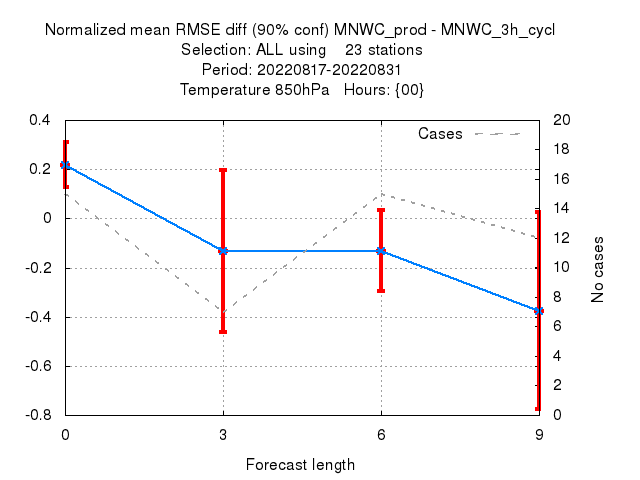 Normalized mean RMSE diff (90% conf) MNWC_prod - MNWC_3h_cycl
Selection: ALL using    23 stations
Period: 20220817-20220831
Temperature 850hPa   Hours: {00}
Cases
0.4
0.2
0
-0.2
-0.4
-0.6
-0.8
20
18
16
14
12
10
8
6
4
2
0
No cases
0 3 6 9
Forecast length